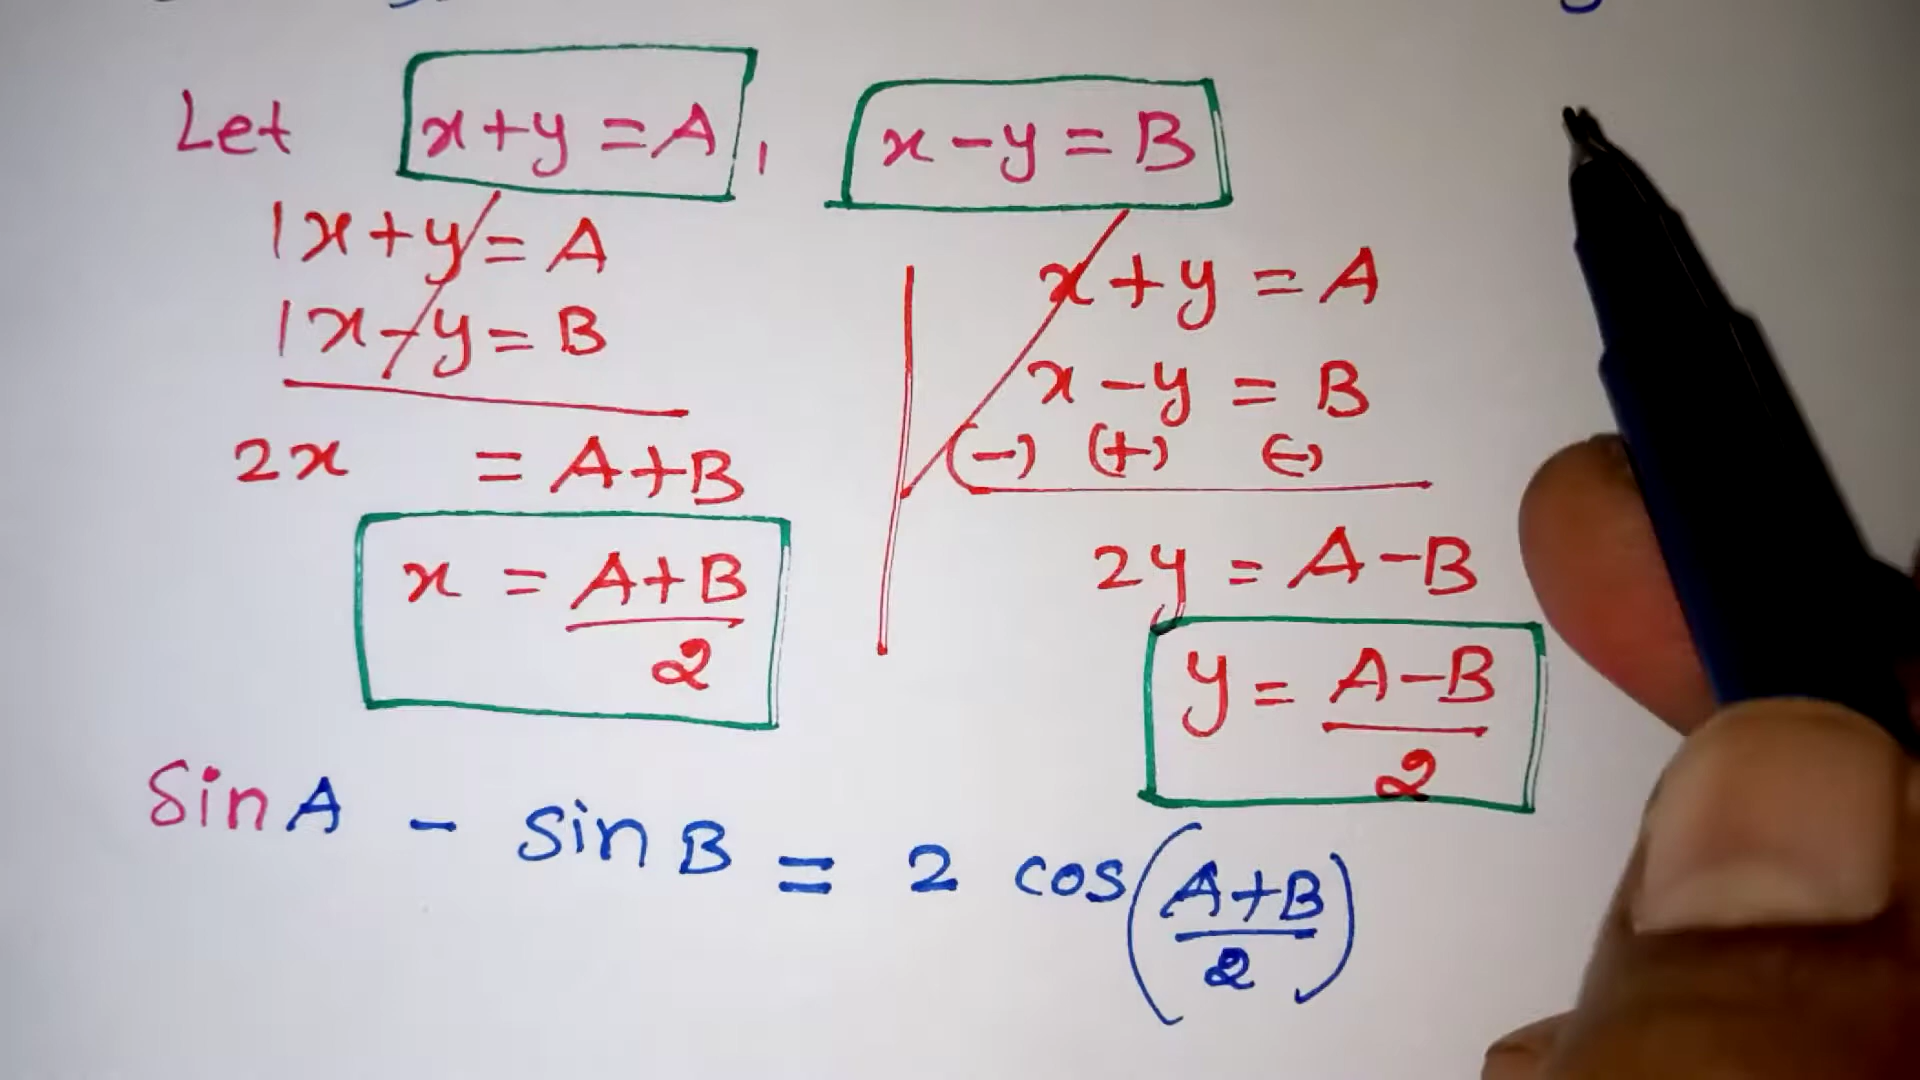 Let x+y=A, x-y=B
1x+y=A
1x-y=B
2x =A+B
x = A+B/2
x+y=A
x-y=B
(-) (+) (-)
2y=A-B
y= A-B/2
Sin A - sin B = 2 cos(A+B/2)